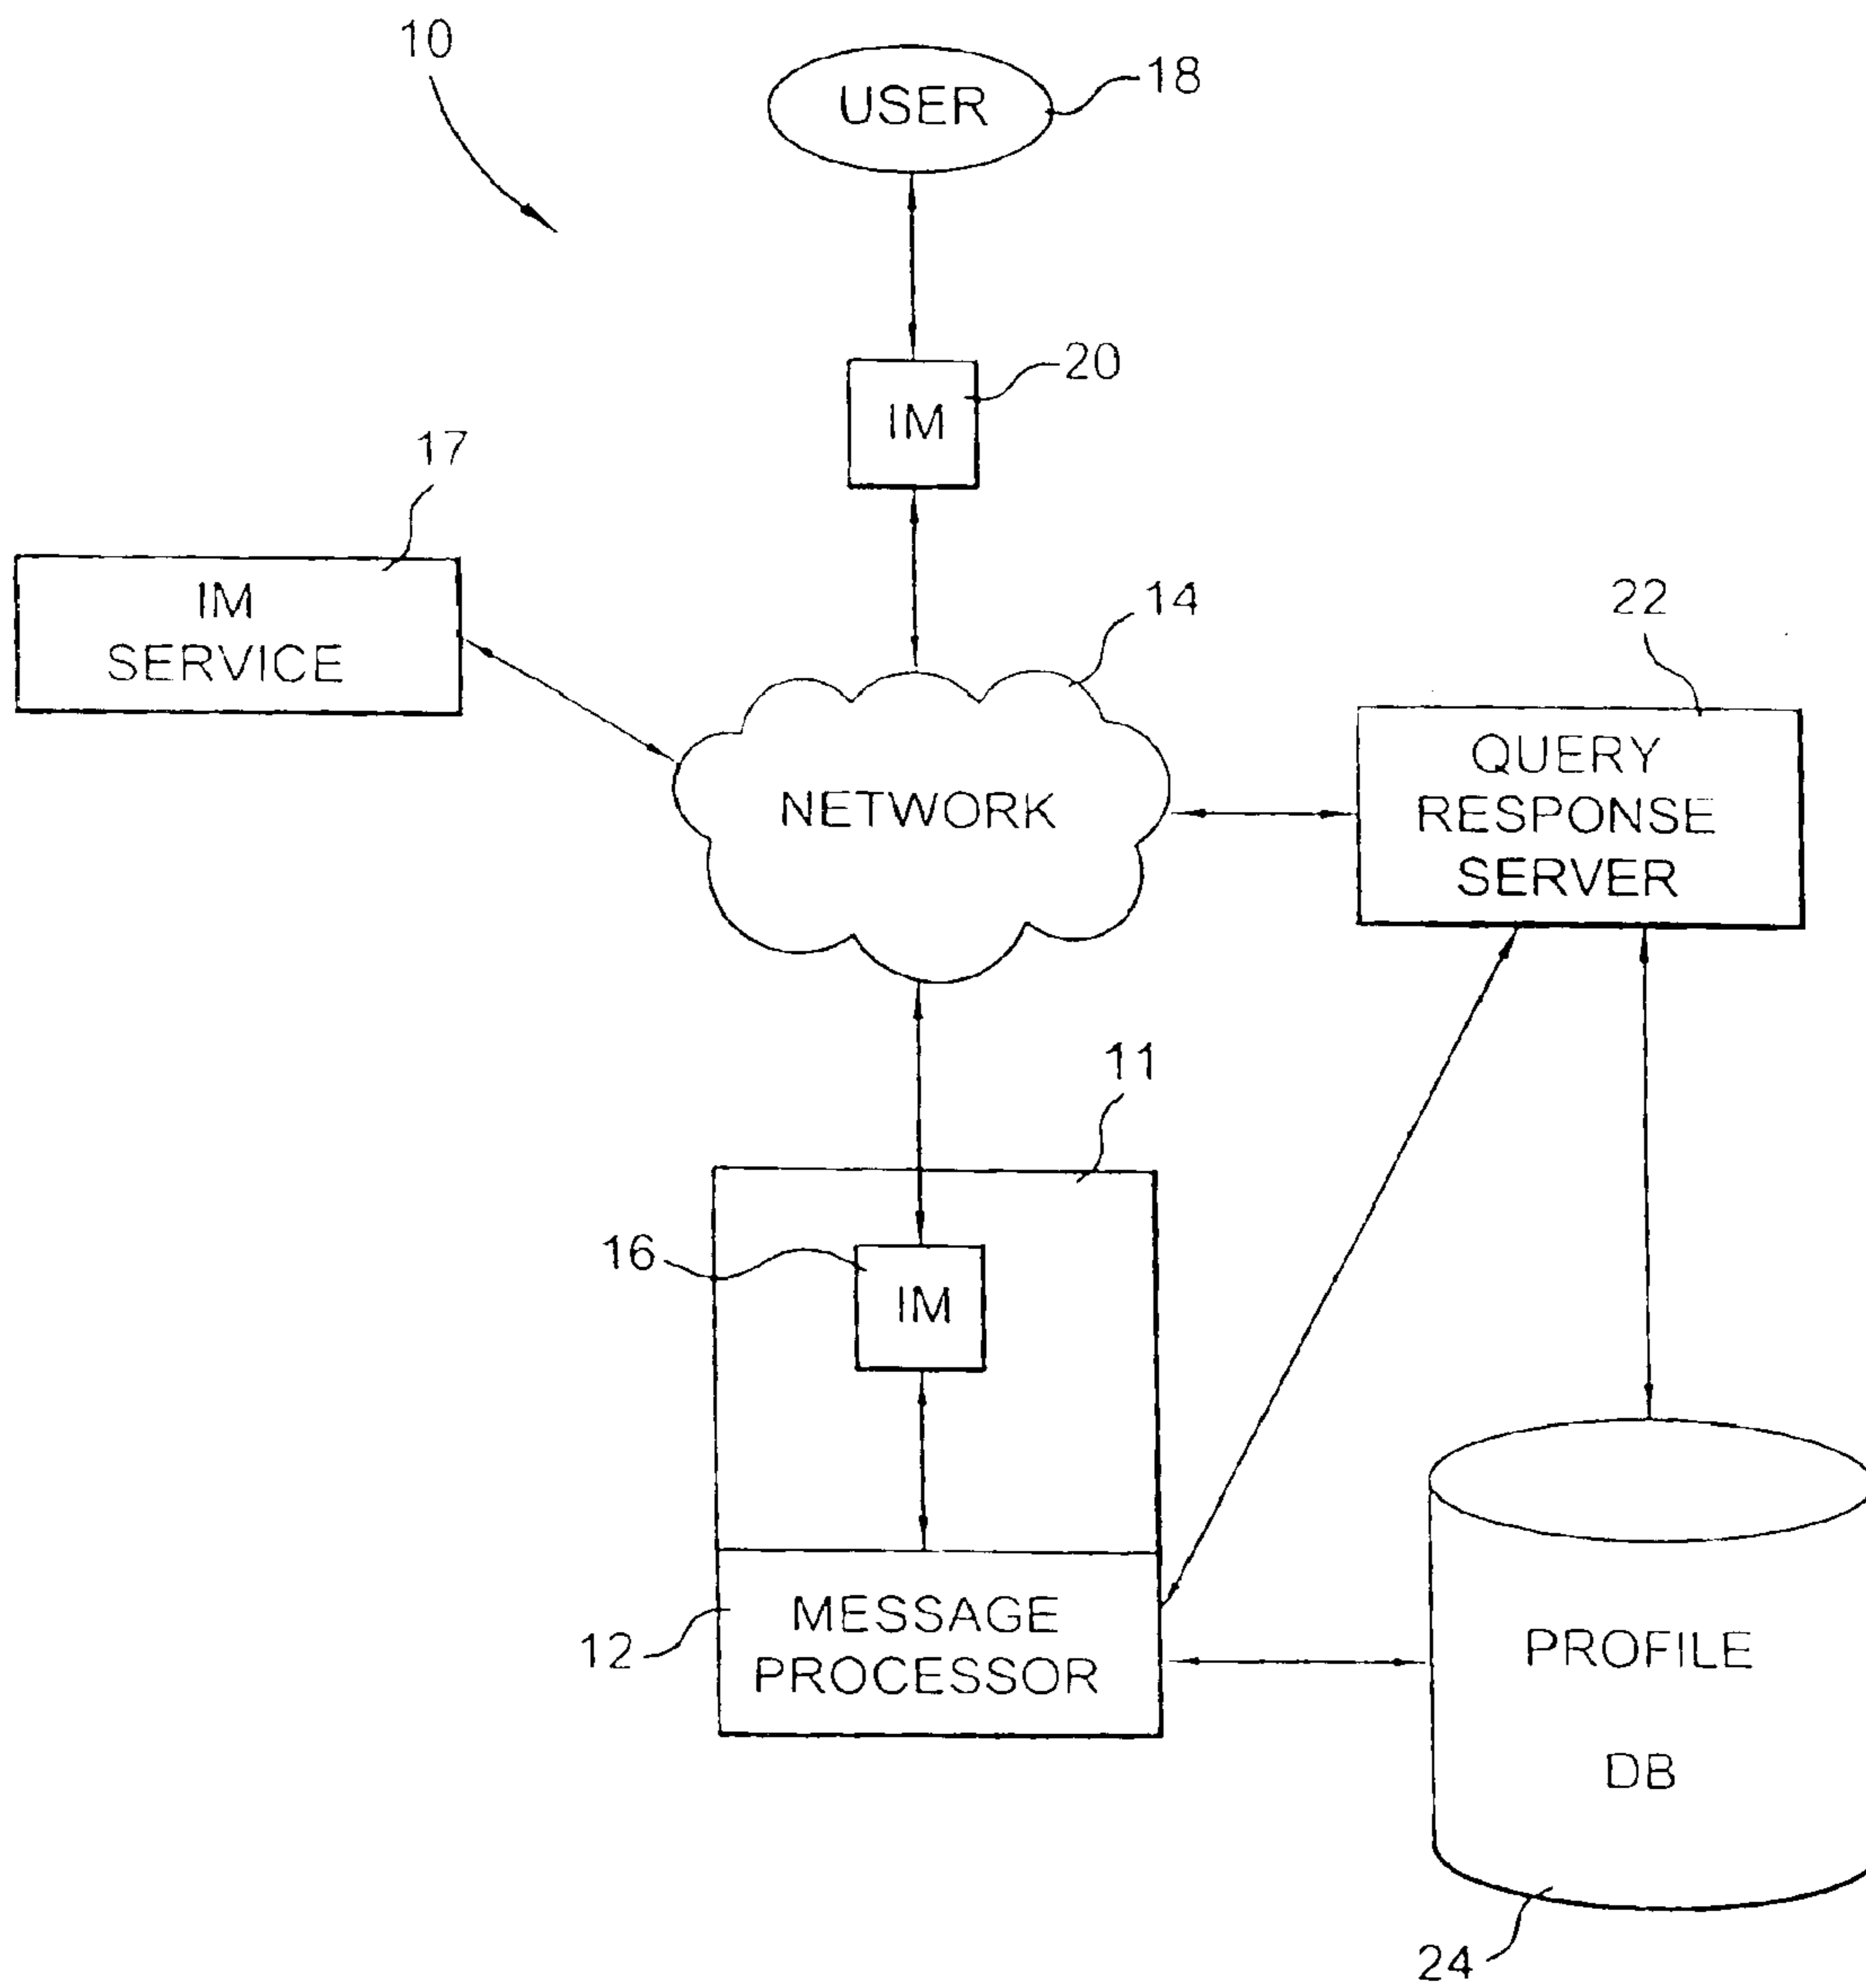 10
USER
18
IM
20
17
IM
SERVICE
14
NETWORK
22
QUERY
RESPONSE
SERVER
11
16
IM
12
MESSAGE
PROCESSOR
PROFILE
DB
24